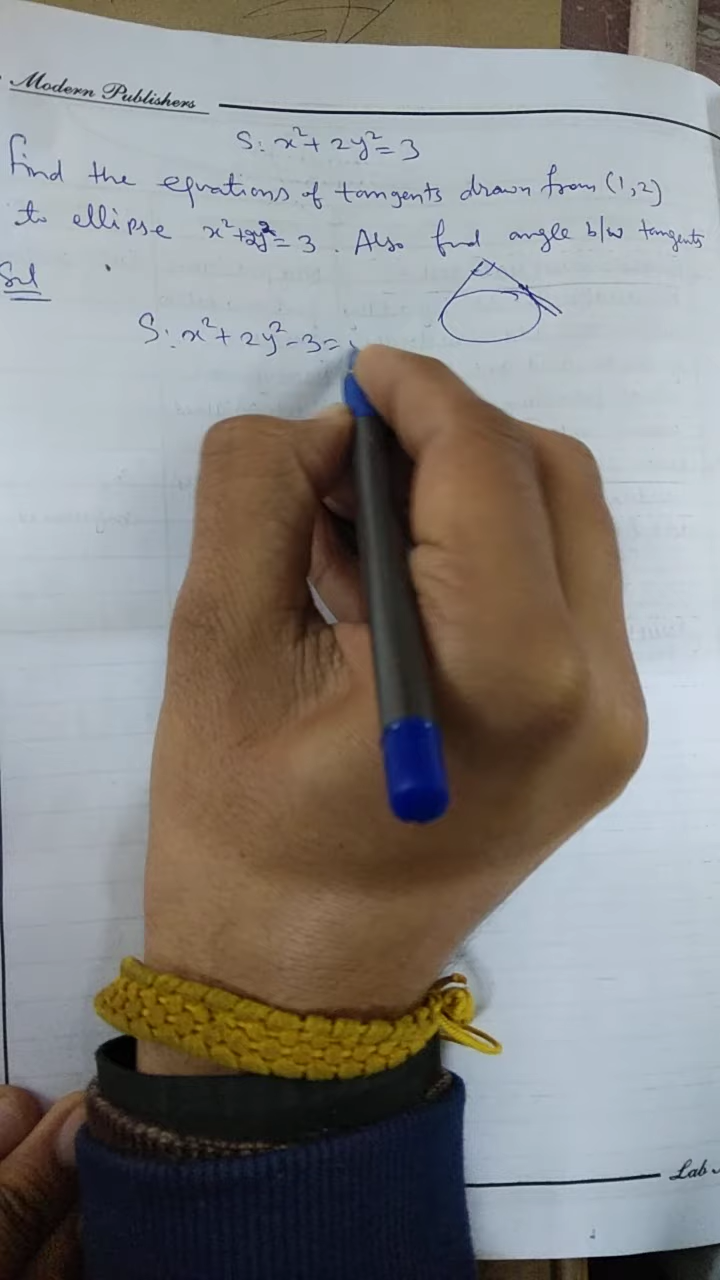 Modern Publishers
S: x²+ 2y²= 3
Find the equations of tangents drawn from (1,2)
to ellipse x²+2y²= 3. Also find angle b/w tangents
Sol
S: x²+ 2y²-3=
Lab